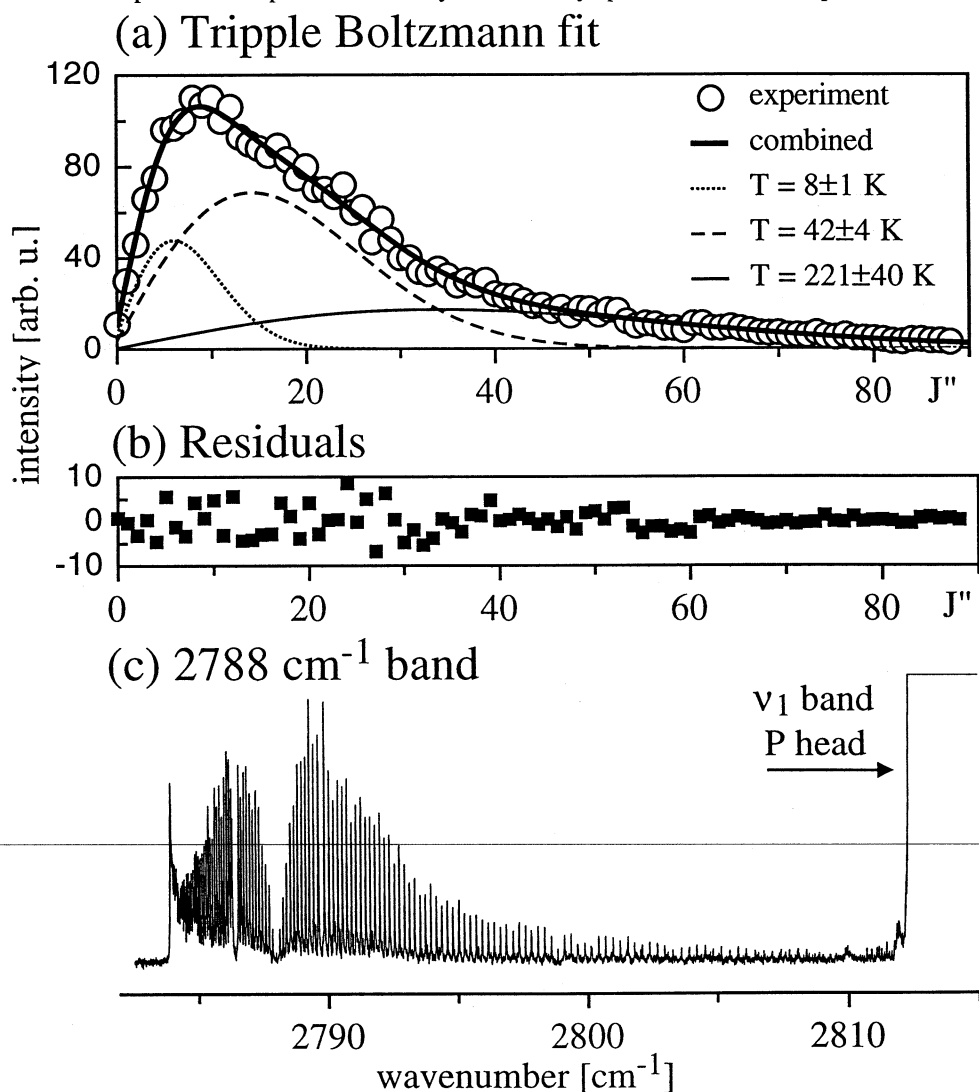 (a) Tripple Boltzmann fit
120
80
40
0
experiment
combined
T = 8±1 K
T = 42±4 K
T = 221±40 K
0 20 40 60 80 J"
intensity [arb. u.]
(b) Residuals
10
0
-10
0 20 40 60 80 J"
(c) 2788 cm-1 band
ν1 band
P head
2790 2800 2810
wavenumber [cm-1]